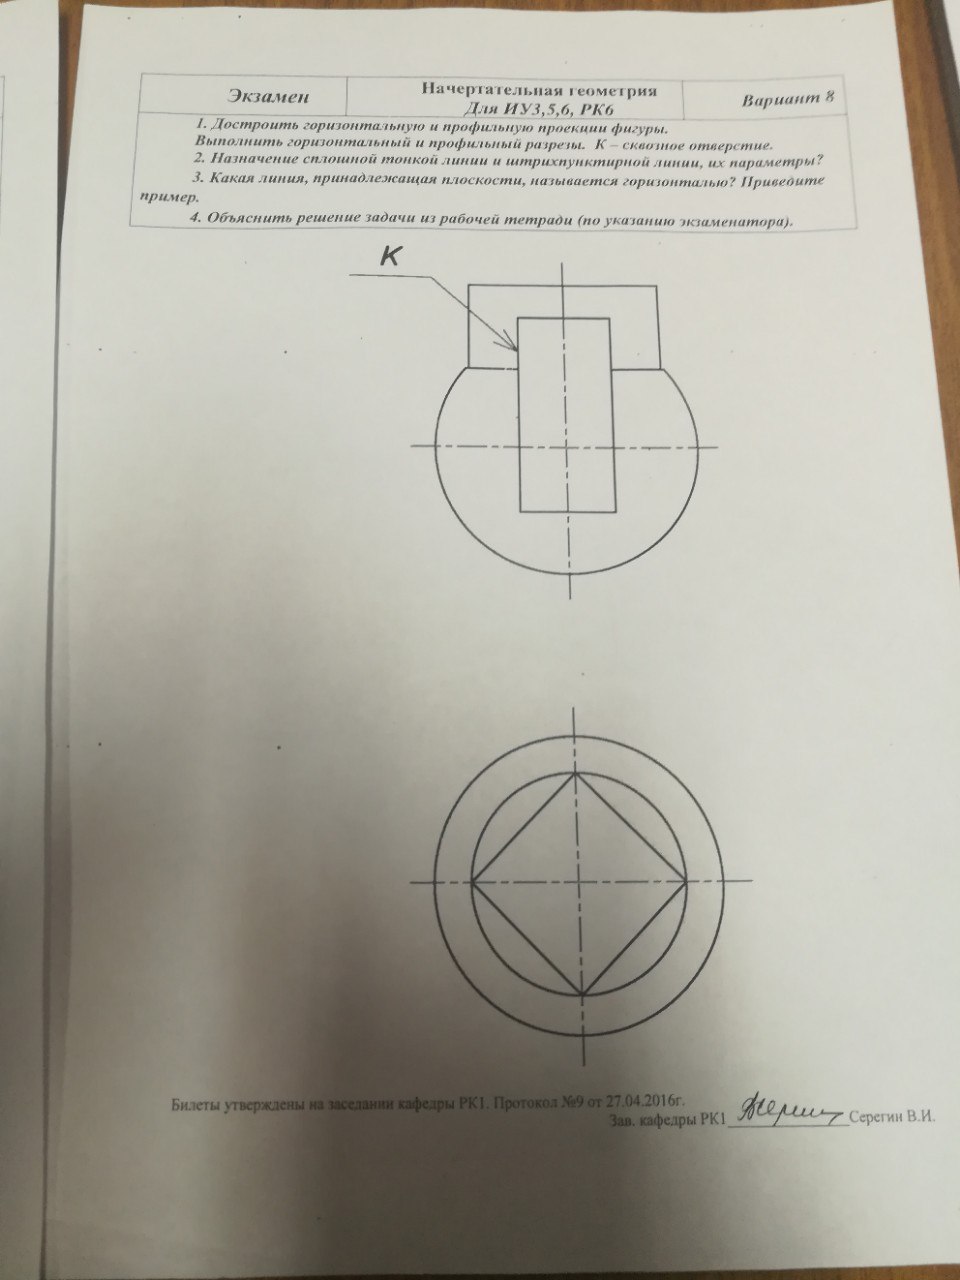 Экзамен
Начертательная геометрия
Для ИУ3,5,6, РК6
Вариант 8
1. Достроить горизонтальную и профильную проекции фигуры.
Выполнить горизонтальный и профильный разрезы. К – сквозное отверстие.
2. Назначение сплошной тонкой линии и штрихпунктирной линии, их параметры?
3. Какая линия, принадлежащая плоскости, называется горизонталью? Приведите
пример.
4. Объяснить решение задачи из рабочей тетради (по указанию экзаменатора).
К
Билеты утверждены на заседании кафедры РК1. Протокол №9 от 27.04.2016г.
Зав. кафедры РК1 Серегин В.И.